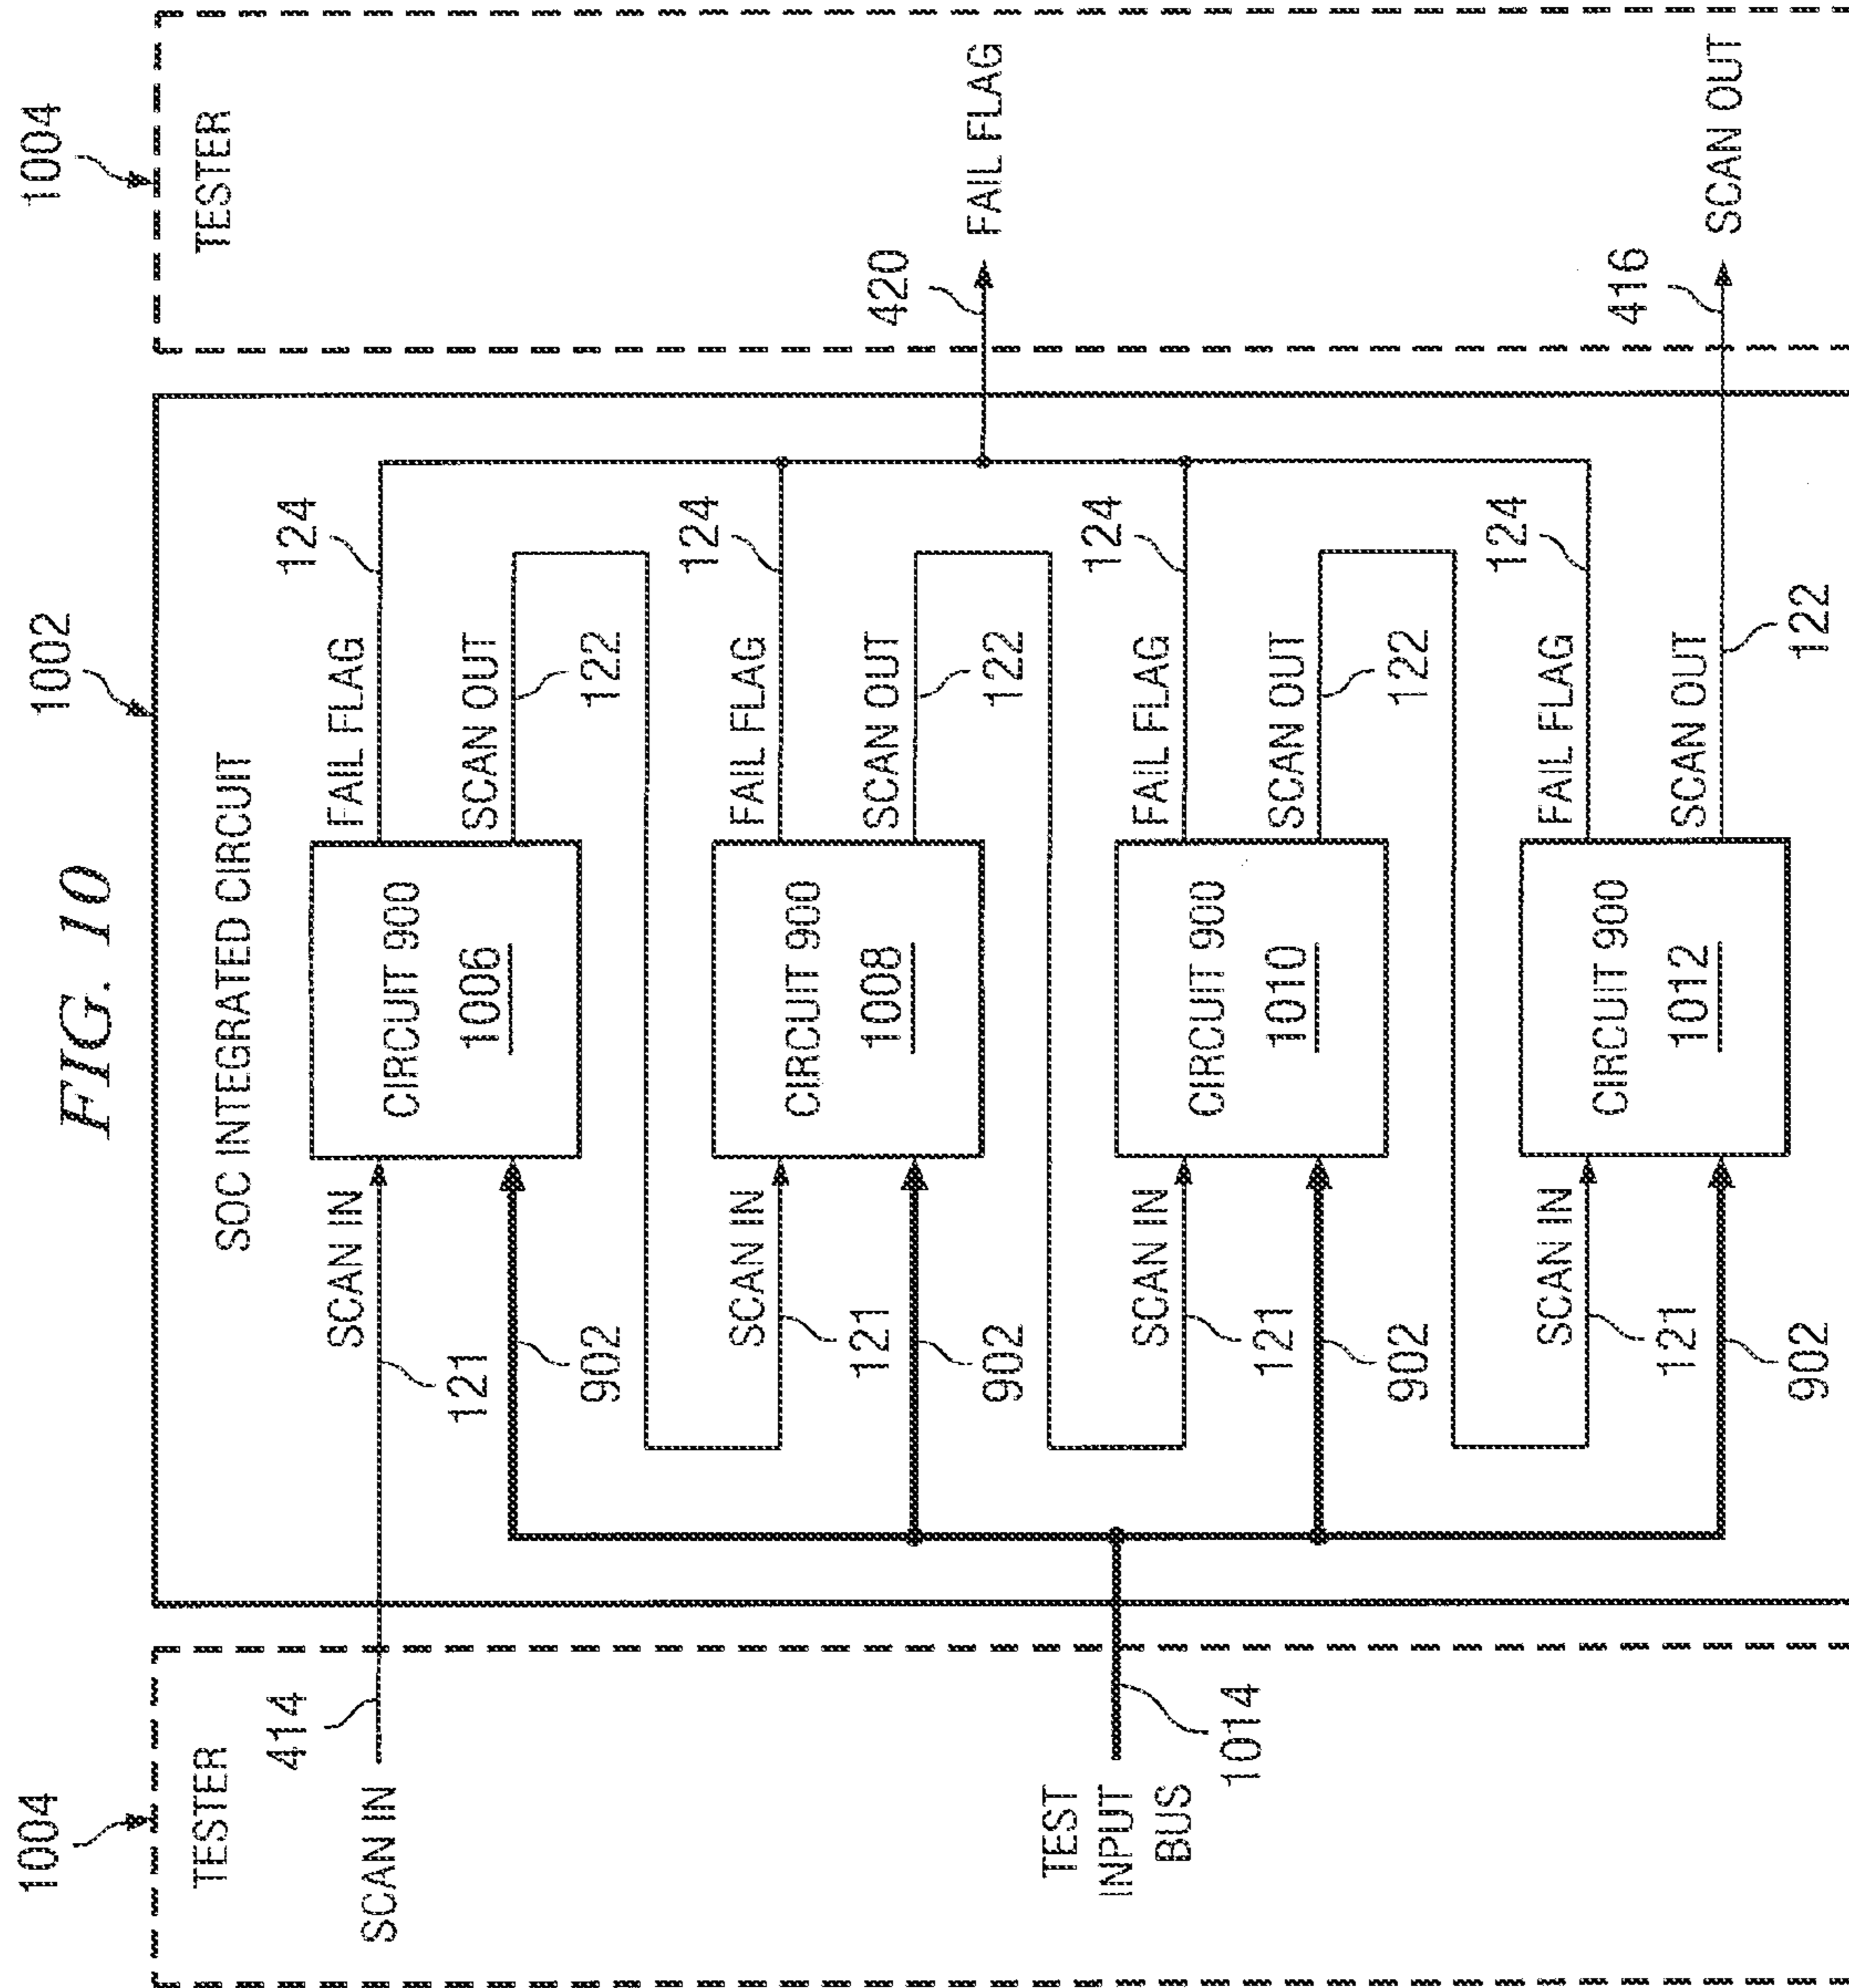 FIG. 10
1004
1002
1004
TESTER
SOC INTEGRATED CIRCUIT
TESTER
414
SCAN IN
121
SCAN IN
CIRCUIT 900
1006
FAIL FLAG
124
902
SCAN OUT
122
SCAN IN
121
CIRCUIT 900
1008
FAIL FLAG
124
902
SCAN OUT
122
420
FAIL FLAG
TEST
INPUT
BUS
1014
SCAN IN
121
CIRCUIT 900
1010
FAIL FLAG
124
902
SCAN OUT
122
SCAN IN
121
CIRCUIT 900
1012
FAIL FLAG
124
902
SCAN OUT
122
416
SCAN OUT